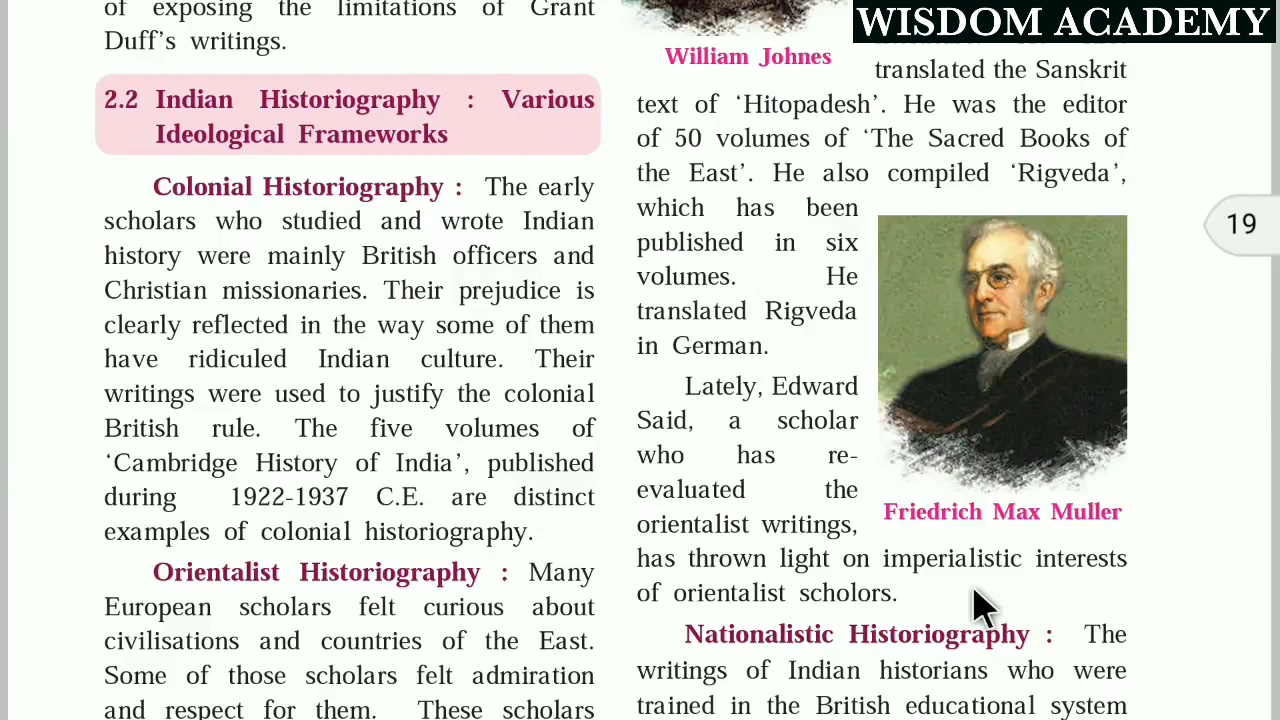 of exposing the limitations of Grant
Duff's writings.
2.2 Indian Historiography : Various
Ideological Frameworks
Colonial Historiography : The early
scholars who studied and wrote Indian
history were mainly British officers and
Christian missionaries. Their prejudice is
clearly reflected in the way some of them
have ridiculed Indian culture. Their
writings were used to justify the colonial
British rule. The five volumes of
‘Cambridge History of India’, published
during 1922-1937 C.E. are distinct
examples of colonial historiography.
Orientalist Historiography : Many
European scholars felt curious about
civilisations and countries of the East.
Some of those scholars felt admiration
and respect for them. These scholars
WISDOM ACADEMY
William Johnes
translated the Sanskrit
text of ‘Hitopadesh’. He was the editor
of 50 volumes of ‘The Sacred Books of
the East’. He also compiled ‘Rigveda’,
which has been
published in six
volumes. He
translated Rigveda
in German.
Lately, Edward
Said, a scholar
who has re-
evaluated the
orientalist writings,
Friedrich Max Muller
has thrown light on imperialistic interests
of orientalist scholors.
Nationalistic Historiography : The
writings of Indian historians who were
trained in the British educational system
19